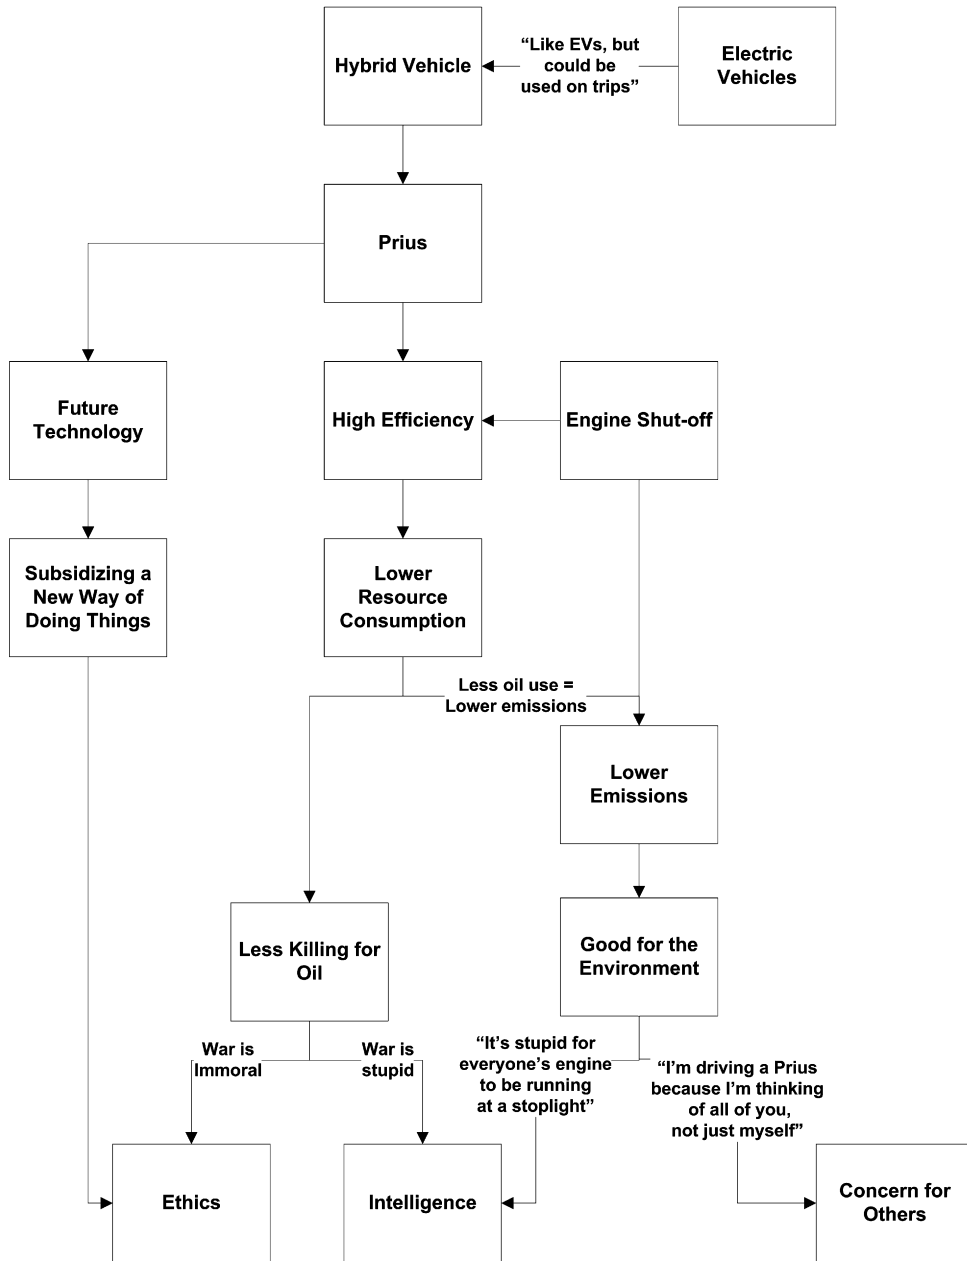 Hybrid Vehicle
“Like EVs, but
could be
used on trips”
Electric
Vehicles
Prius
Future
Technology
High Efficiency
Engine Shut-off
Subsidizing a
New Way of
Doing Things
Lower
Resource
Consumption
Less oil use =
Lower emissions
Lower
Emissions
Less Killing for
Oil
Good for the
Environment
War is
Immoral
War is
stupid
“It’s stupid for
everyone’s engine
to be running
at a stoplight”
“I’m driving a Prius
because I’m thinking
of all of you,
not just myself”
Ethics
Intelligence
Concern for
Others